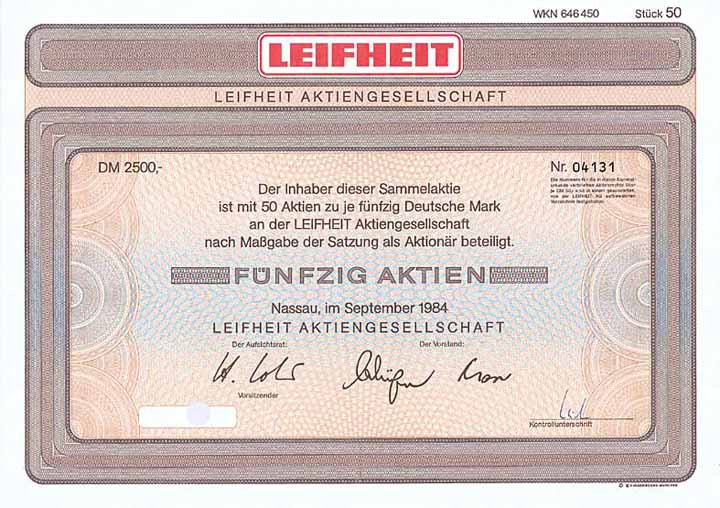 WKN 646 450 Stück 50
LEIFHEIT
LEIFHEIT AKTIENGESELLSCHAFT
DM 2500,- Nr. 04131
Der Inhaber dieser Sammelaktie
ist mit 50 Aktien zu je fünfzig Deutsche Mark
an der LEIFHEIT Aktiengesellschaft
nach Maßgabe der Satzung als Aktionär beteiligt.
FÜNFZIG AKTIEN
Nassau, im September 1984
LEIFHEIT AKTIENGESELLSCHAFT
Der Aufsichtsrat: Der Vorstand:
Vorsitzender
Kontrollunterschrift